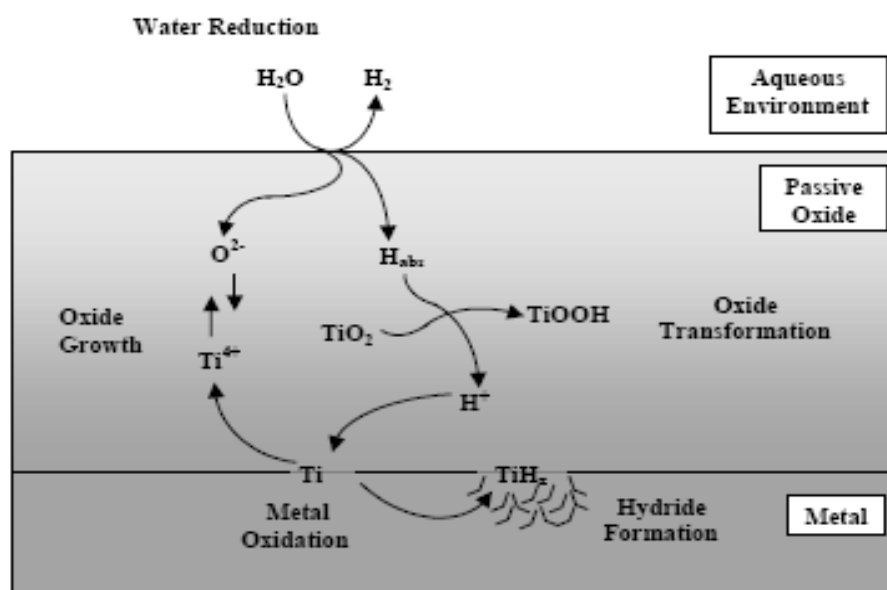 Water Reduction
H₂O
H₂
Aqueous
Environment
Passive
Oxide
O²⁻
Habs
Oxide
Growth
TiO₂
TiOOH
Oxide
Transformation
Ti⁴⁺
H⁺
Ti
TiHx
Metal
Oxidation
Hydride
Formation
Metal